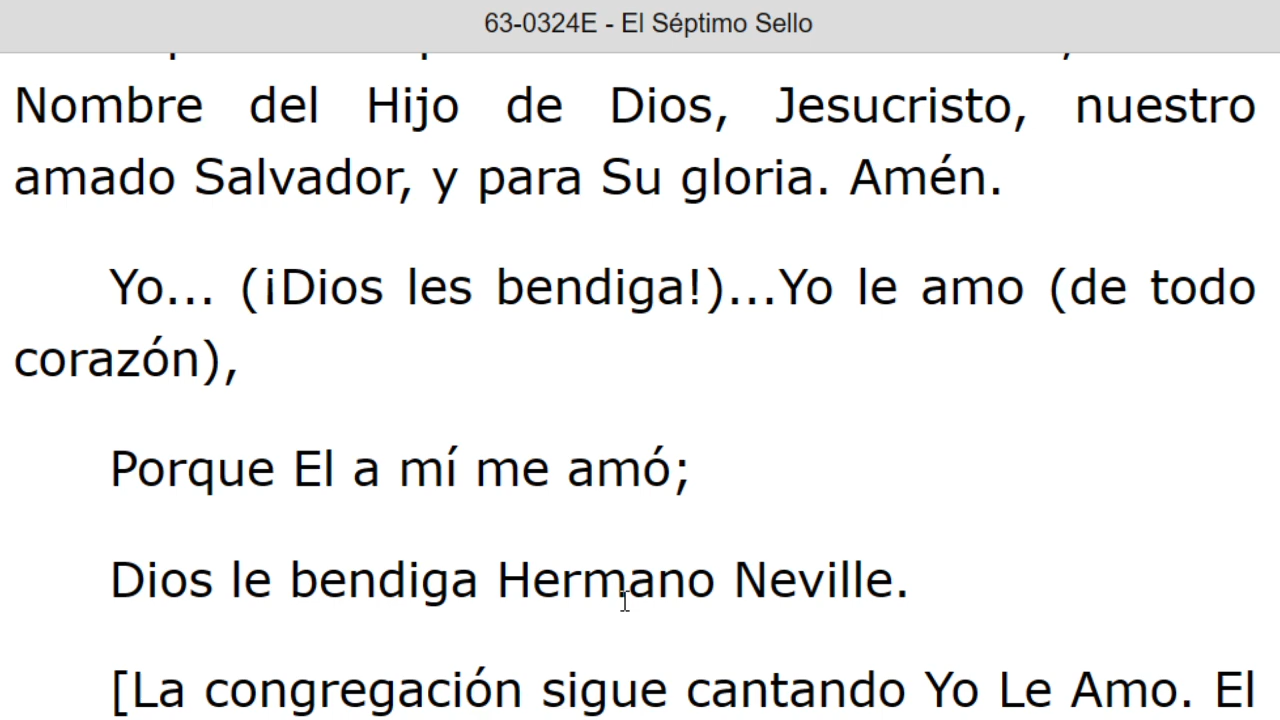 63-0324E - El Séptimo Sello
Nombre del Hijo de Dios, Jesucristo, nuestro
amado Salvador, y para Su gloria. Amén.
Yo... (¡Dios les bendiga!)...Yo le amo (de todo
corazón),
Porque El a mí me amó;
Dios le bendiga Hermano Neville.
[La congregación sigue cantando Yo Le Amo. El